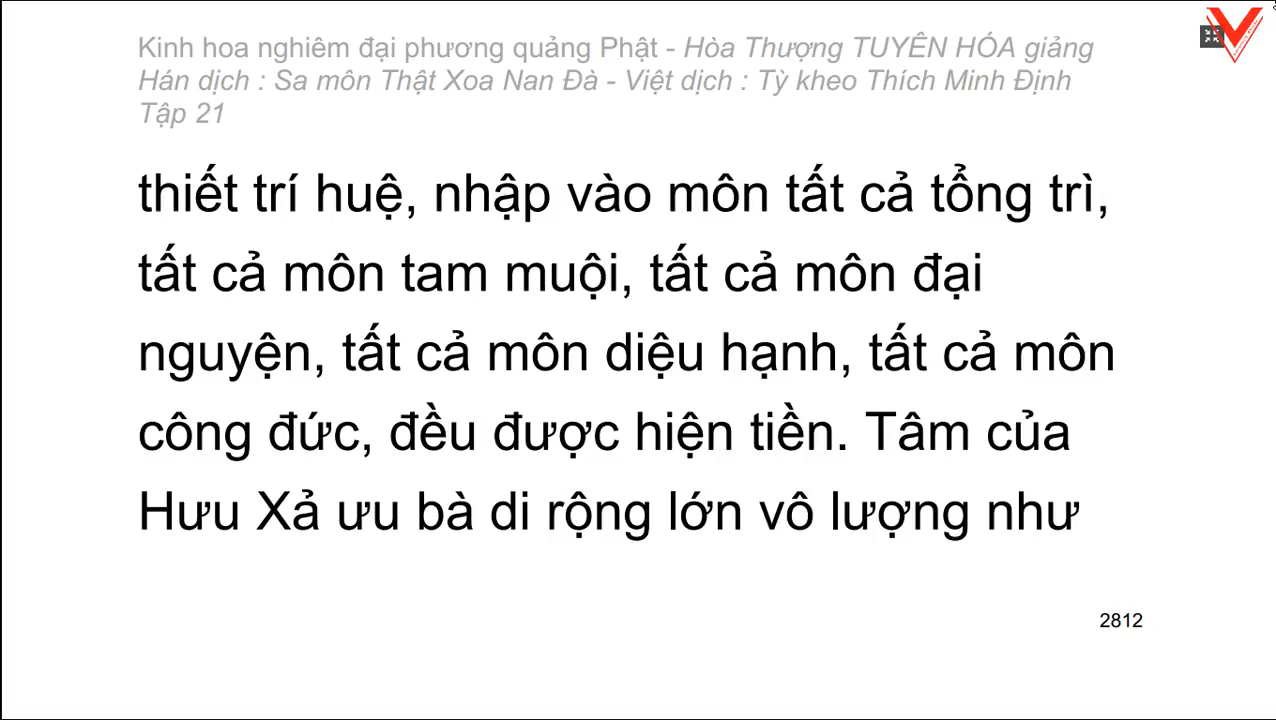 Kinh hoa nghiêm đại phương quảng Phật - Hòa Thượng TUYÊN HÓA giảng
Hán dịch : Sa môn Thật Xoa Nan Đà - Việt dịch : Tỳ kheo Thích Minh Định
Tập 21
thiết trí huệ, nhập vào môn tất cả tổng trì,
tất cả môn tam muội, tất cả môn đại
nguyện, tất cả môn diệu hạnh, tất cả môn
công đức, đều được hiện tiền. Tâm của
Hưu Xả ưu bà di rộng lớn vô lượng như
2812